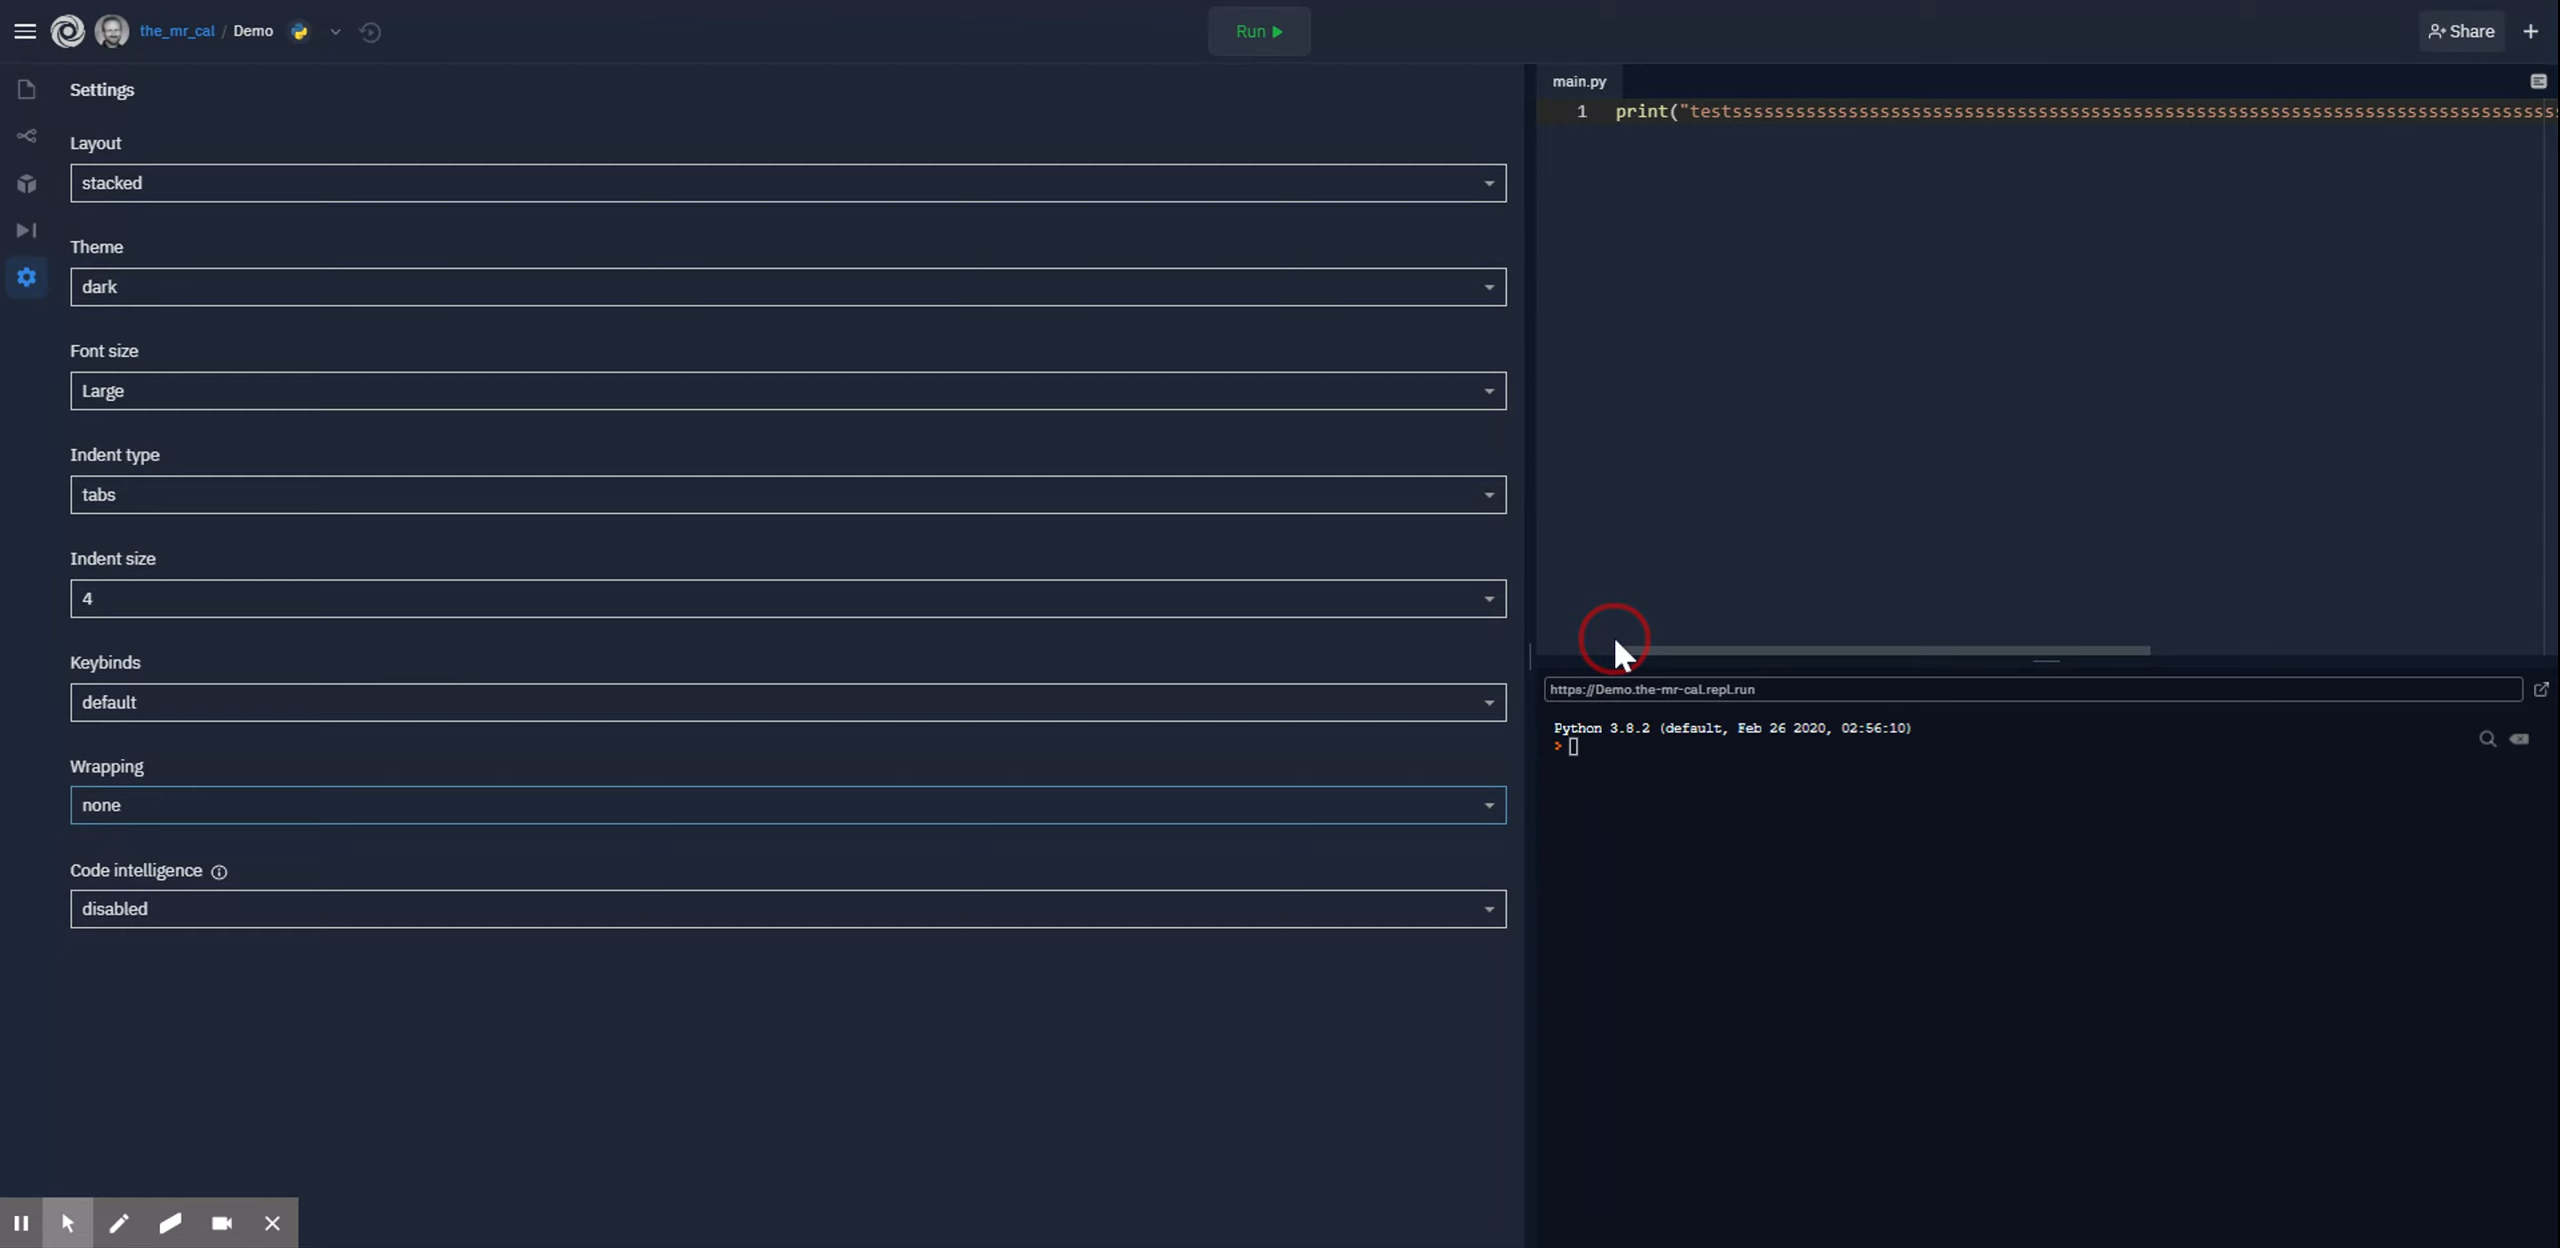 the_mr_cal / Demo
Run
Share
Settings
Layout
stacked
Theme
dark
Font size
Large
Indent type
tabs
Indent size
4
Keybinds
default
Wrapping
none
Code intelligence
disabled
main.py
1 print("testsssssssssssssssssssssssssssssssssssssssssssssssssssssssssssssssssssssssssssssss
https://Demo.the-mr-cal.repl.run
Python 3.8.2 (default, Feb 26 2020, 02:56:10)
>